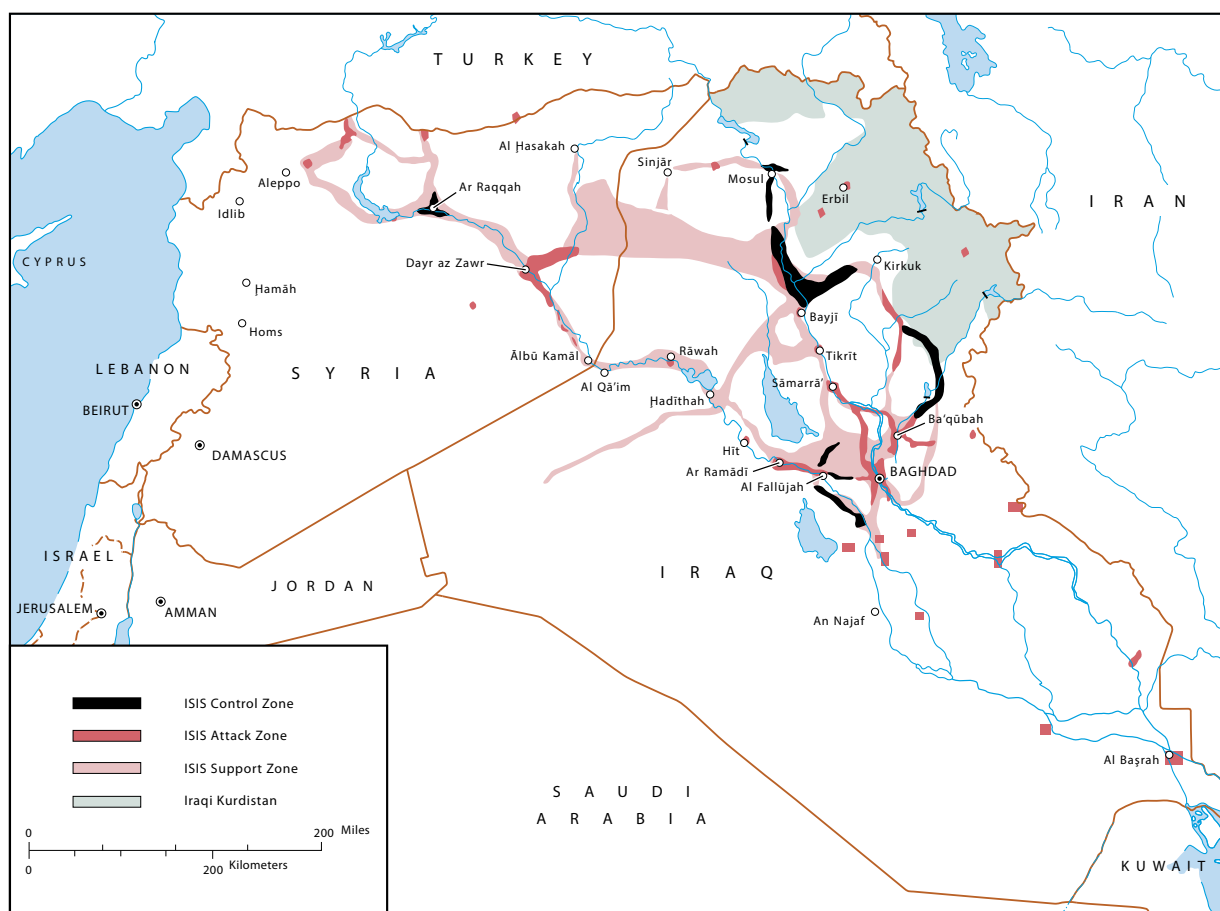 TURKEY
Al Ḩasakah
Sinjār
Mosul
Aleppo
Ar Raqqah
Erbil
Idlib
IRAN
CYPRUS
Dayr az Zawr
Kirkuk
Ḩamāh
Bayjī
Homs
Ālbū Kamāl
Rāwah
Tikrīt
LEBANON
SYRIA
Al Qā'im
Sāmarrā'
Ḩadīthah
BEIRUT
Ba'qūbah
Hīt
DAMASCUS
Ar Ramādī
BAGHDAD
Al Fallūjah
ISRAEL
IRAQ
JORDAN
JERUSALEM
AMMAN
An Najaf
ISIS Control Zone
ISIS Attack Zone
ISIS Support Zone
Iraqi Kurdistan
0 200 Miles
0 200 Kilometers
SAUDI
ARABIA
Al Başrah
KUWAIT